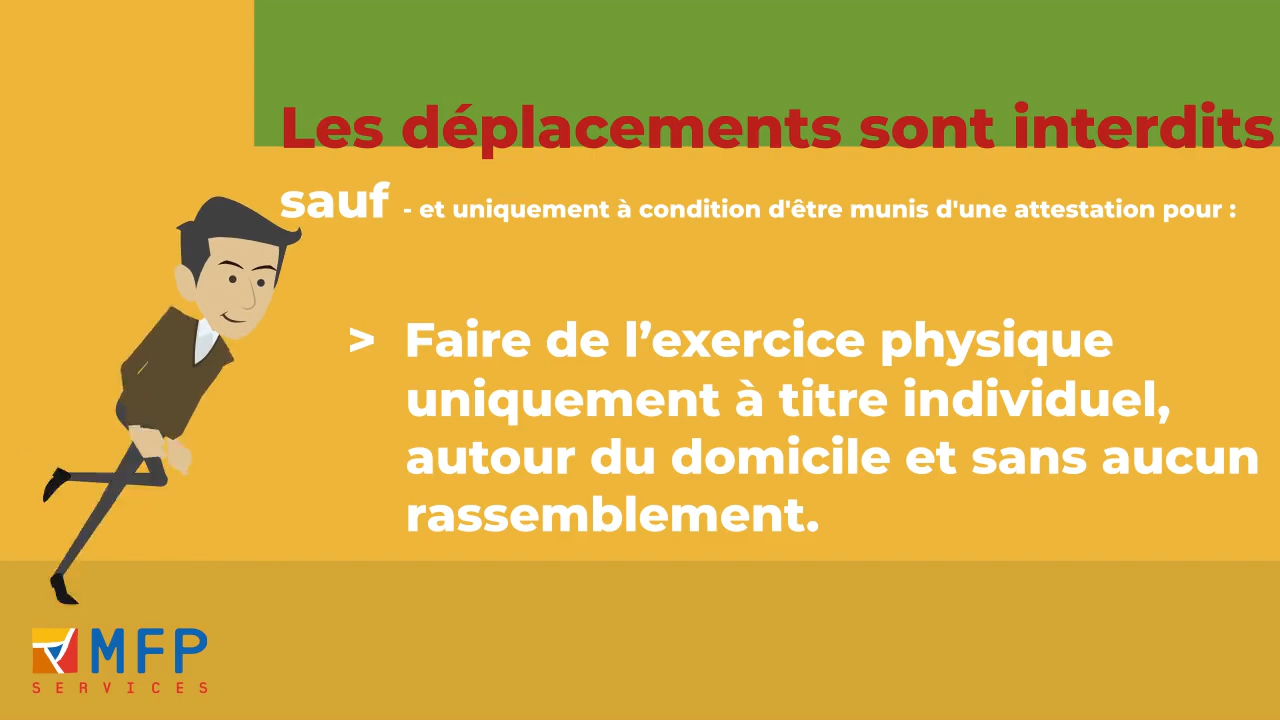 Les déplacements sont interdits
sauf - et uniquement à condition d'être munis d'une attestation pour :
> Faire de l’exercice physique
uniquement à titre individuel,
autour du domicile et sans aucun
rassemblement.
MFP
SERVICES